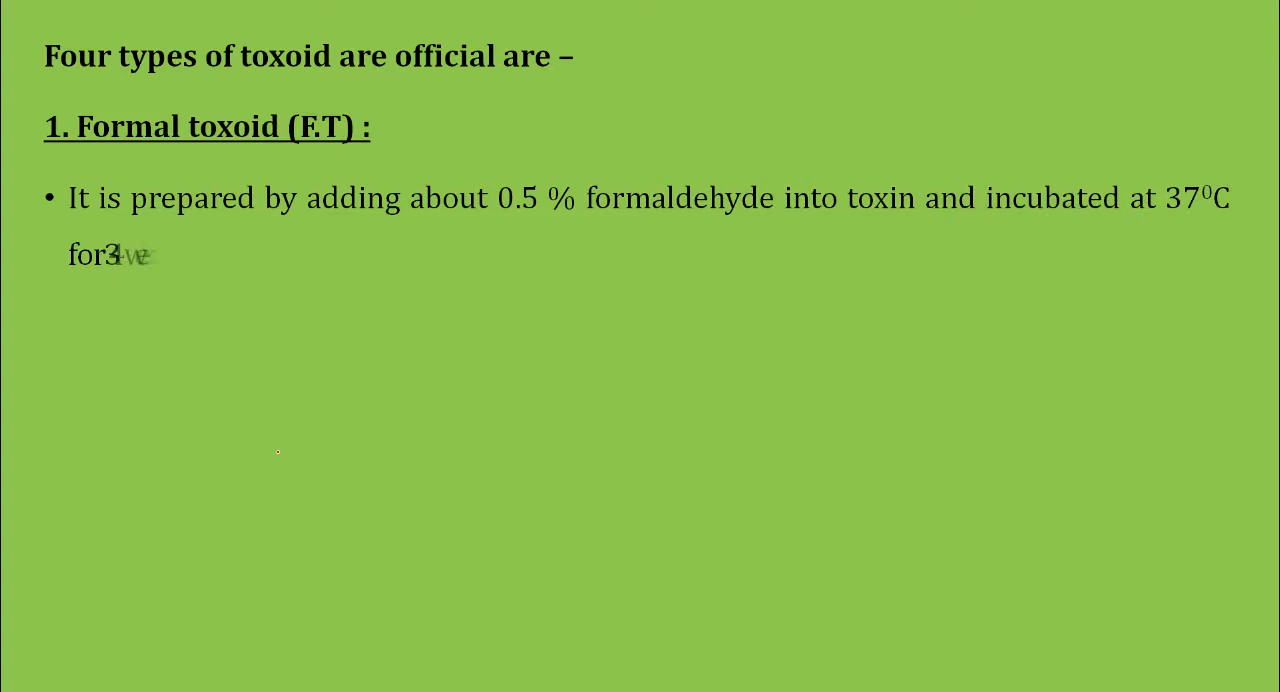 Four types of toxoid are official are –
1. Formal toxoid (F.T) :
• It is prepared by adding about 0.5 % formaldehyde into toxin and incubated at 37⁰C
for